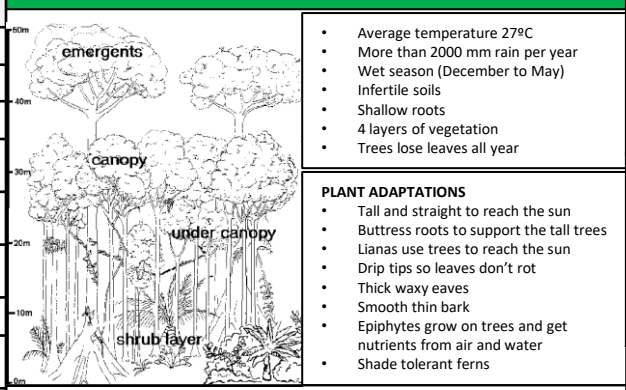 50m
emergents
40m
canopy
30m
under canopy
20m
10m
shrub layer
0m
• Average temperature 27ºC
• More than 2000 mm rain per year
• Wet season (December to May)
• Infertile soils
• Shallow roots
• 4 layers of vegetation
• Trees lose leaves all year
PLANT ADAPTATIONS
• Tall and straight to reach the sun
• Buttress roots to support the tall trees
• Lianas use trees to reach the sun
• Drip tips so leaves don’t rot
• Thick waxy eaves
• Smooth thin bark
• Epiphytes grow on trees and get
nutrients from air and water
• Shade tolerant ferns